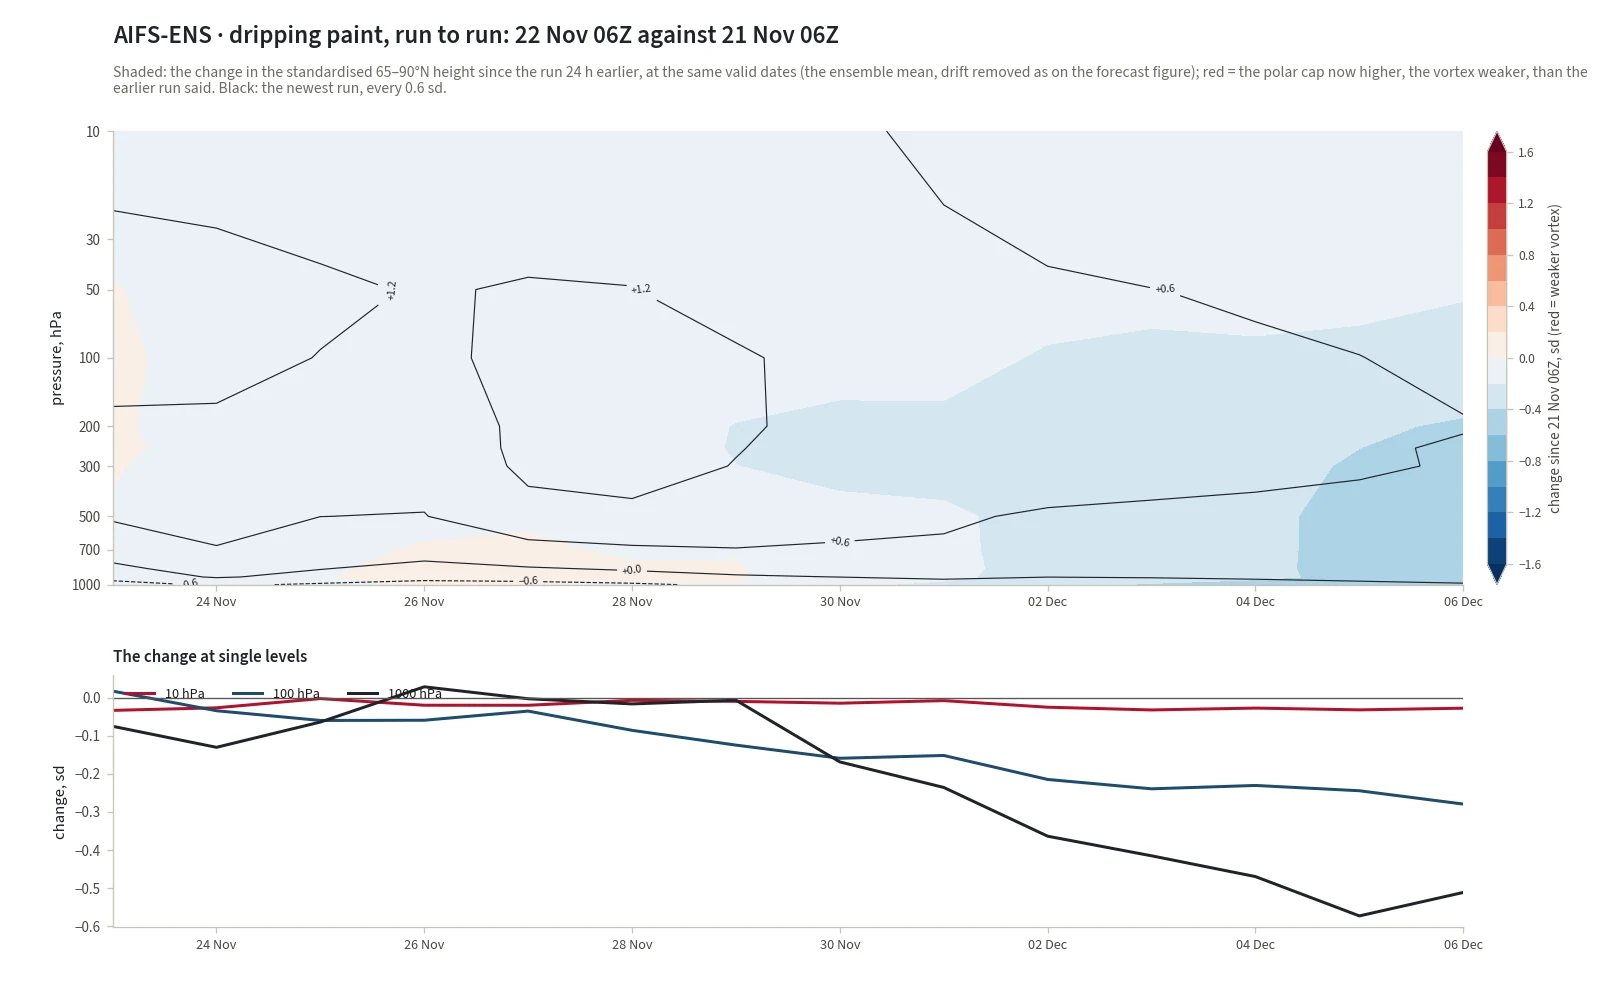 AIFS-ENS · dripping paint, run to run: 22 Nov 06Z against 21 Nov 06Z
Shaded: the change in the standardised 65–90°N height since the run 24 h earlier, at the same valid dates (the ensemble mean, drift removed as on the forecast figure); red = the polar cap now higher, the vortex weaker, than the
earlier run said. Black: the newest run, every 0.6 sd.
10
30
50
100
200
300
500
700
1000
pressure, hPa
+1.2
+1.2
+0.6
+0.6
+0.0
−0.6
0.6
24 Nov
26 Nov
28 Nov
30 Nov
02 Dec
04 Dec
06 Dec
1.6
1.2
0.8
0.4
0.0
−0.4
−0.8
−1.2
−1.6
change since 21 Nov 06Z, sd (red = weaker vortex)
The change at single levels
10 hPa
100 hPa
1000 hPa
0.0
−0.1
−0.2
−0.3
−0.4
−0.5
−0.6
change, sd
24 Nov
26 Nov
28 Nov
30 Nov
02 Dec
04 Dec
06 Dec